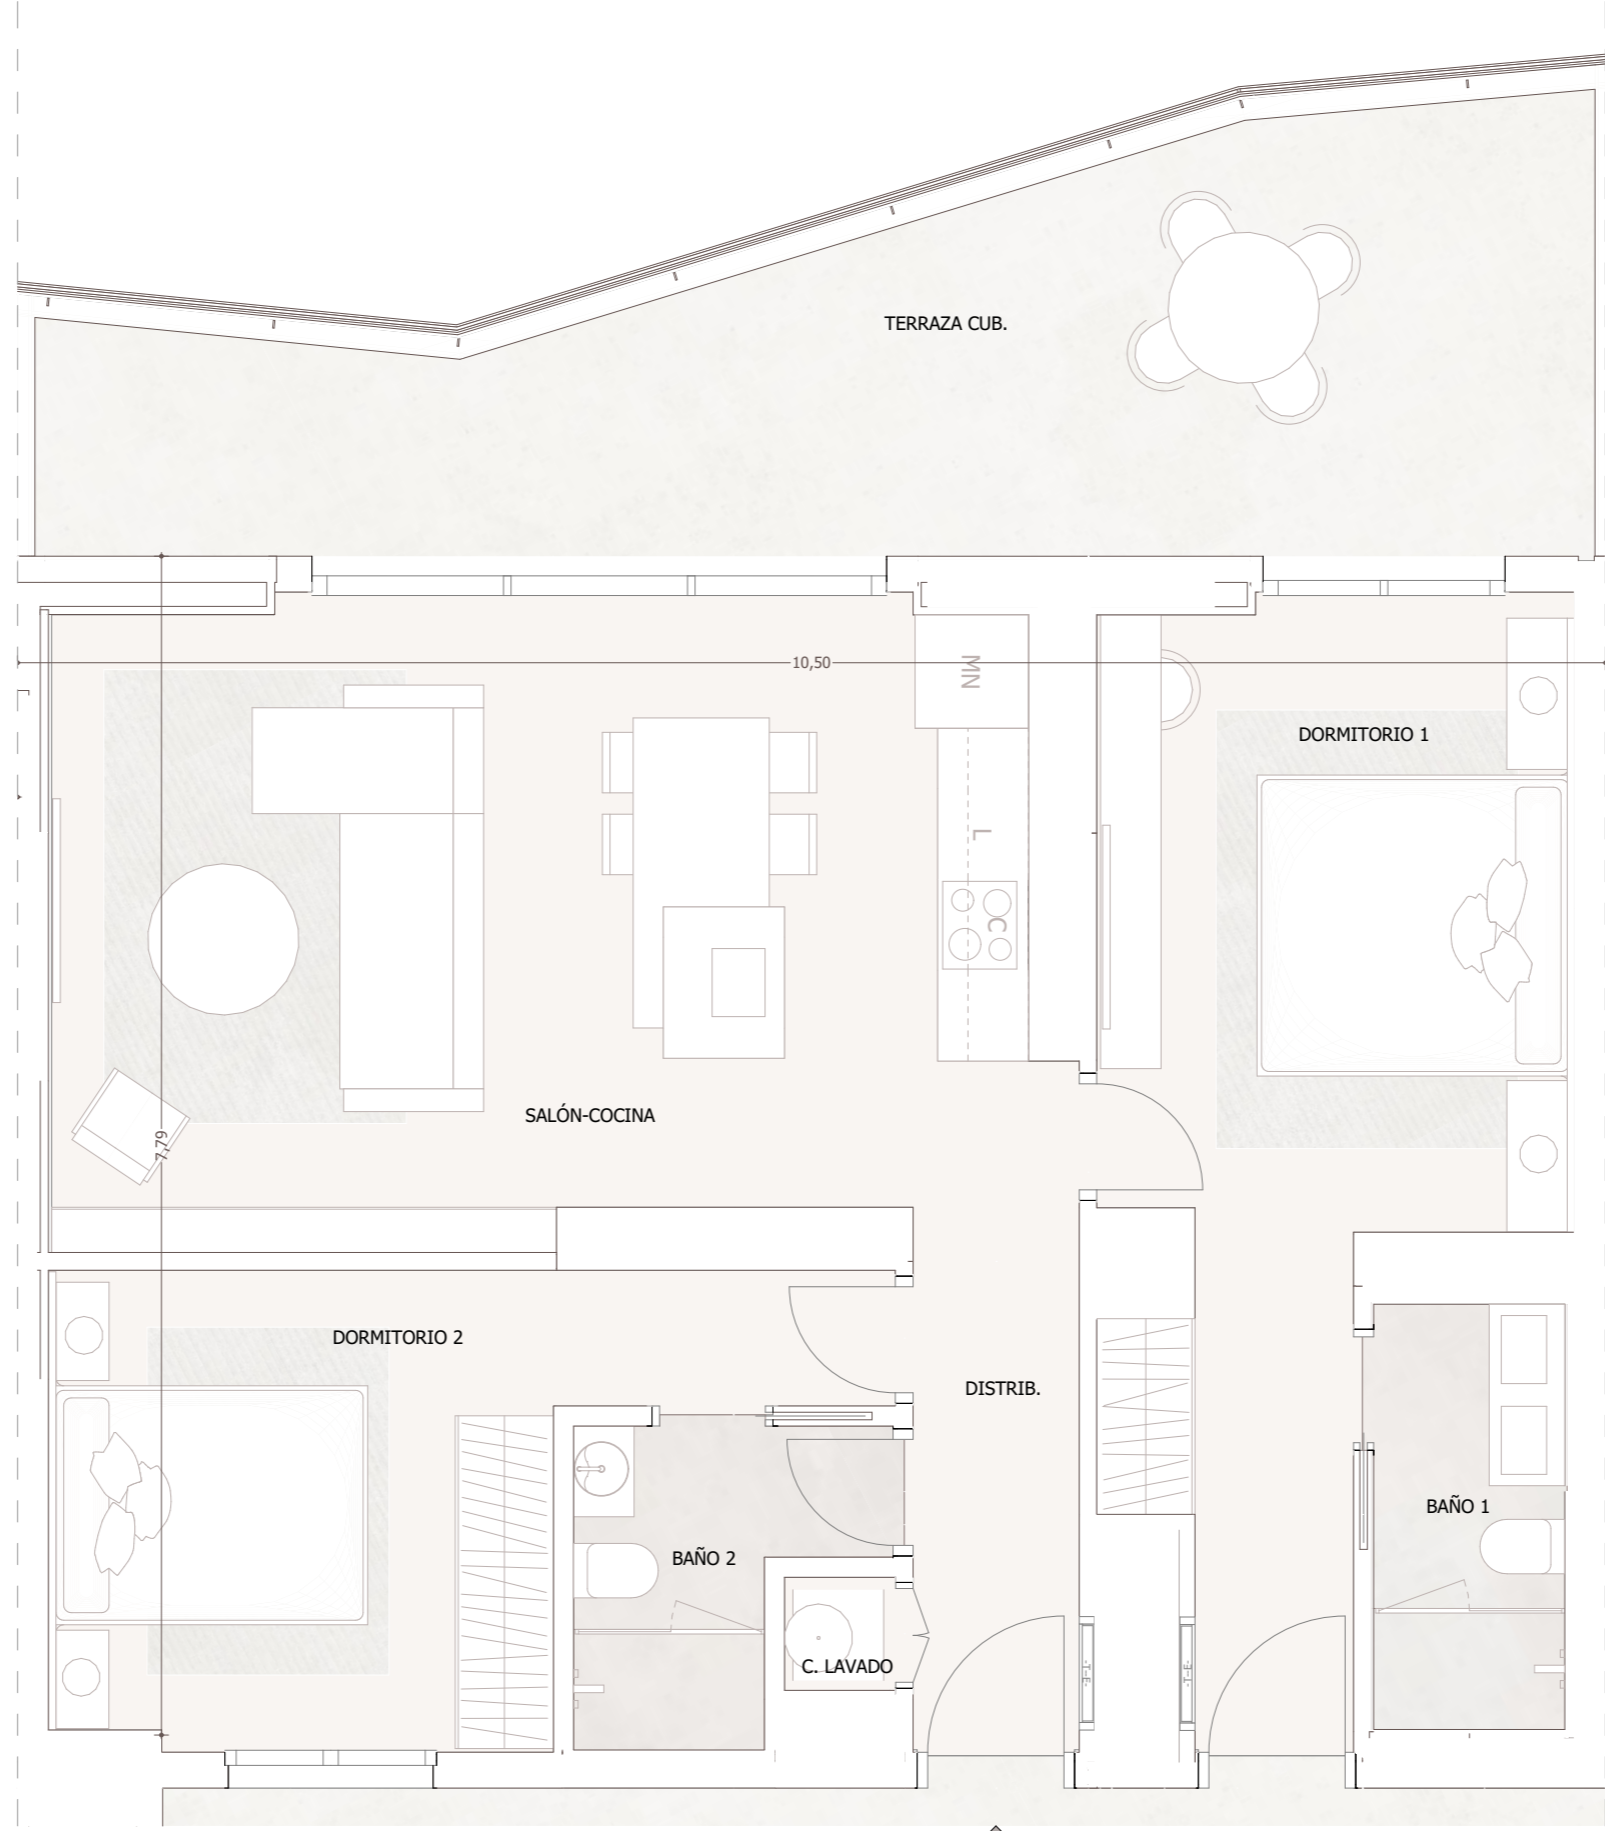 TERRAZA CUB.
10,50
MN
DORMITORIO 1
L
C
SALÓN-COCINA
7,79
DORMITORIO 2
DISTRIB.
BAÑO 1
BAÑO 2
C. LAVADO
-T-E-
-T-E-